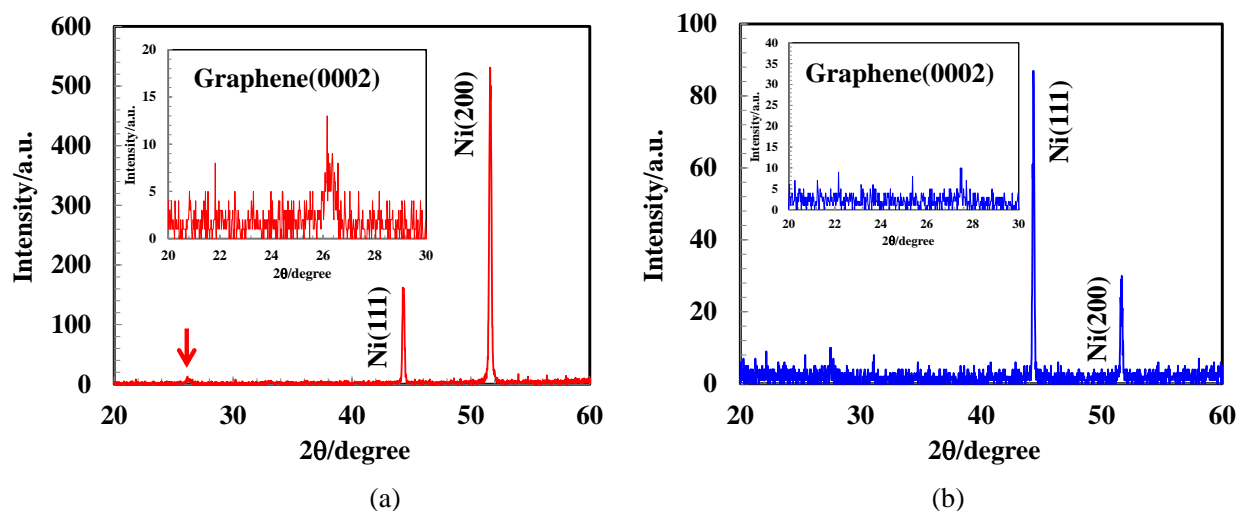 600
500
400
300
200
100
0
20 30 40 50 60
Intensity/a.u.
2θ/degree
Ni(111)
Ni(200)
20
15
10
5
0
20 22 24 26 28 30
Intensity/a.u.
2θ/degree
Graphene(0002)
(a)
100
80
60
40
20
0
20 30 40 50 60
Intensity/a.u.
2θ/degree
Ni(111)
Ni(200)
40
35
30
25
20
15
10
5
0
20 22 24 26 28 30
Intensity/a.u.
2θ/degree
Graphene(0002)
(b)